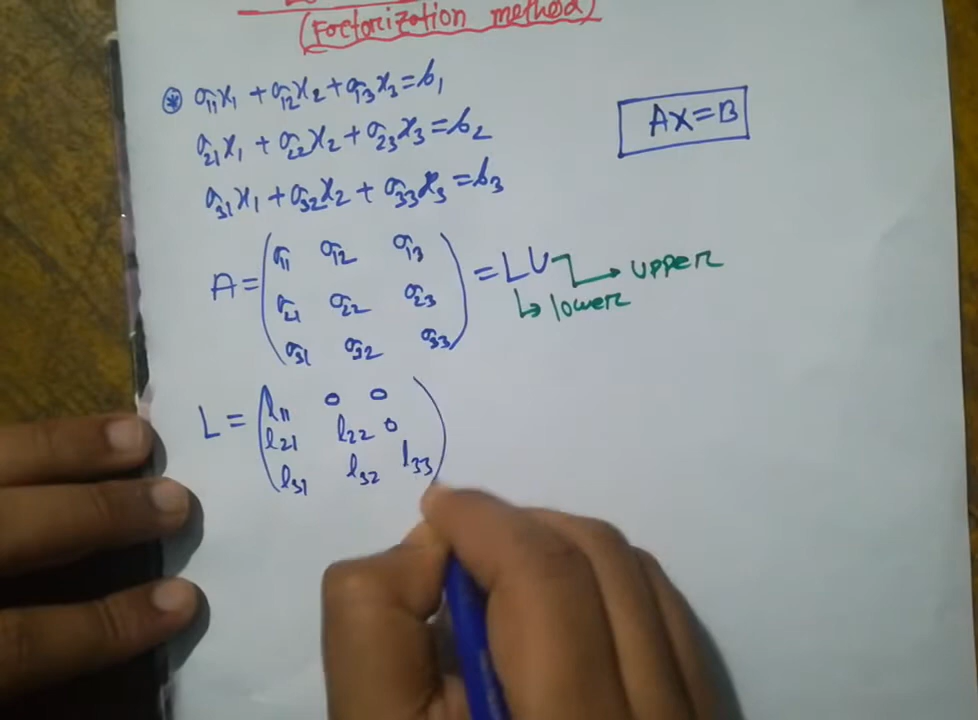 (Factorization method)
* a₁₁x₁ + a₁₂x₂ + a₁₃x₃ = b₁
a₂₁x₁ + a₂₂x₂ + a₂₃x₃ = b₂
a₃₁x₁ + a₃₂x₂ + a₃₃x₃ = b₃
AX=B
A = (a₁₁ a₁₂ a₁₃
a₂₁ a₂₂ a₂₃
a₃₁ a₃₂ a₃₃) = LU
→ upper
↳ lower
L = (l₁₁ 0 0
l₂₁ l₂₂ 0
l₃₁ l₃₂ l₃₃)